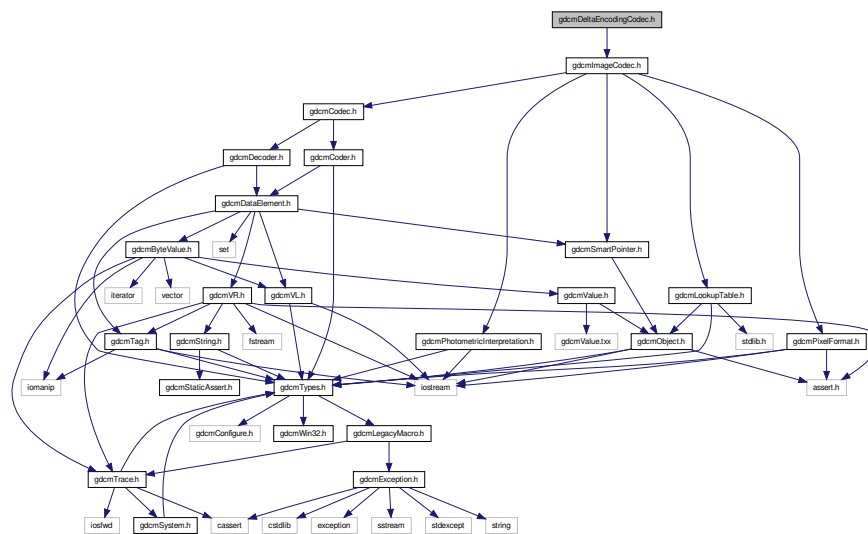 gdcmDeltaEncodingCodec.h
gdcmImageCodec.h
gdcmCodec.h
gdcmDecoder.h
gdcmCoder.h
gdcmDataElement.h
gdcmByteValue.h
set
gdcmSmartPointer.h
iterator
vector
gdcmVR.h
gdcmVL.h
gdcmValue.h
gdcmLookupTable.h
gdcmTag.h
gdcmString.h
fstream
gdcmPhotometricInterpretation.h
gdcmValue.txx
gdcmObject.h
stdlib.h
gdcmPixelFormat.h
iomanip
gdcmStaticAssert.h
gdcmTypes.h
iostream
assert.h
gdcmConfigure.h
gdcmWin32.h
gdcmLegacyMacro.h
gdcmTrace.h
gdcmException.h
iosfwd
gdcmSystem.h
cassert
cstdlib
exception
sstream
stdexcept
string